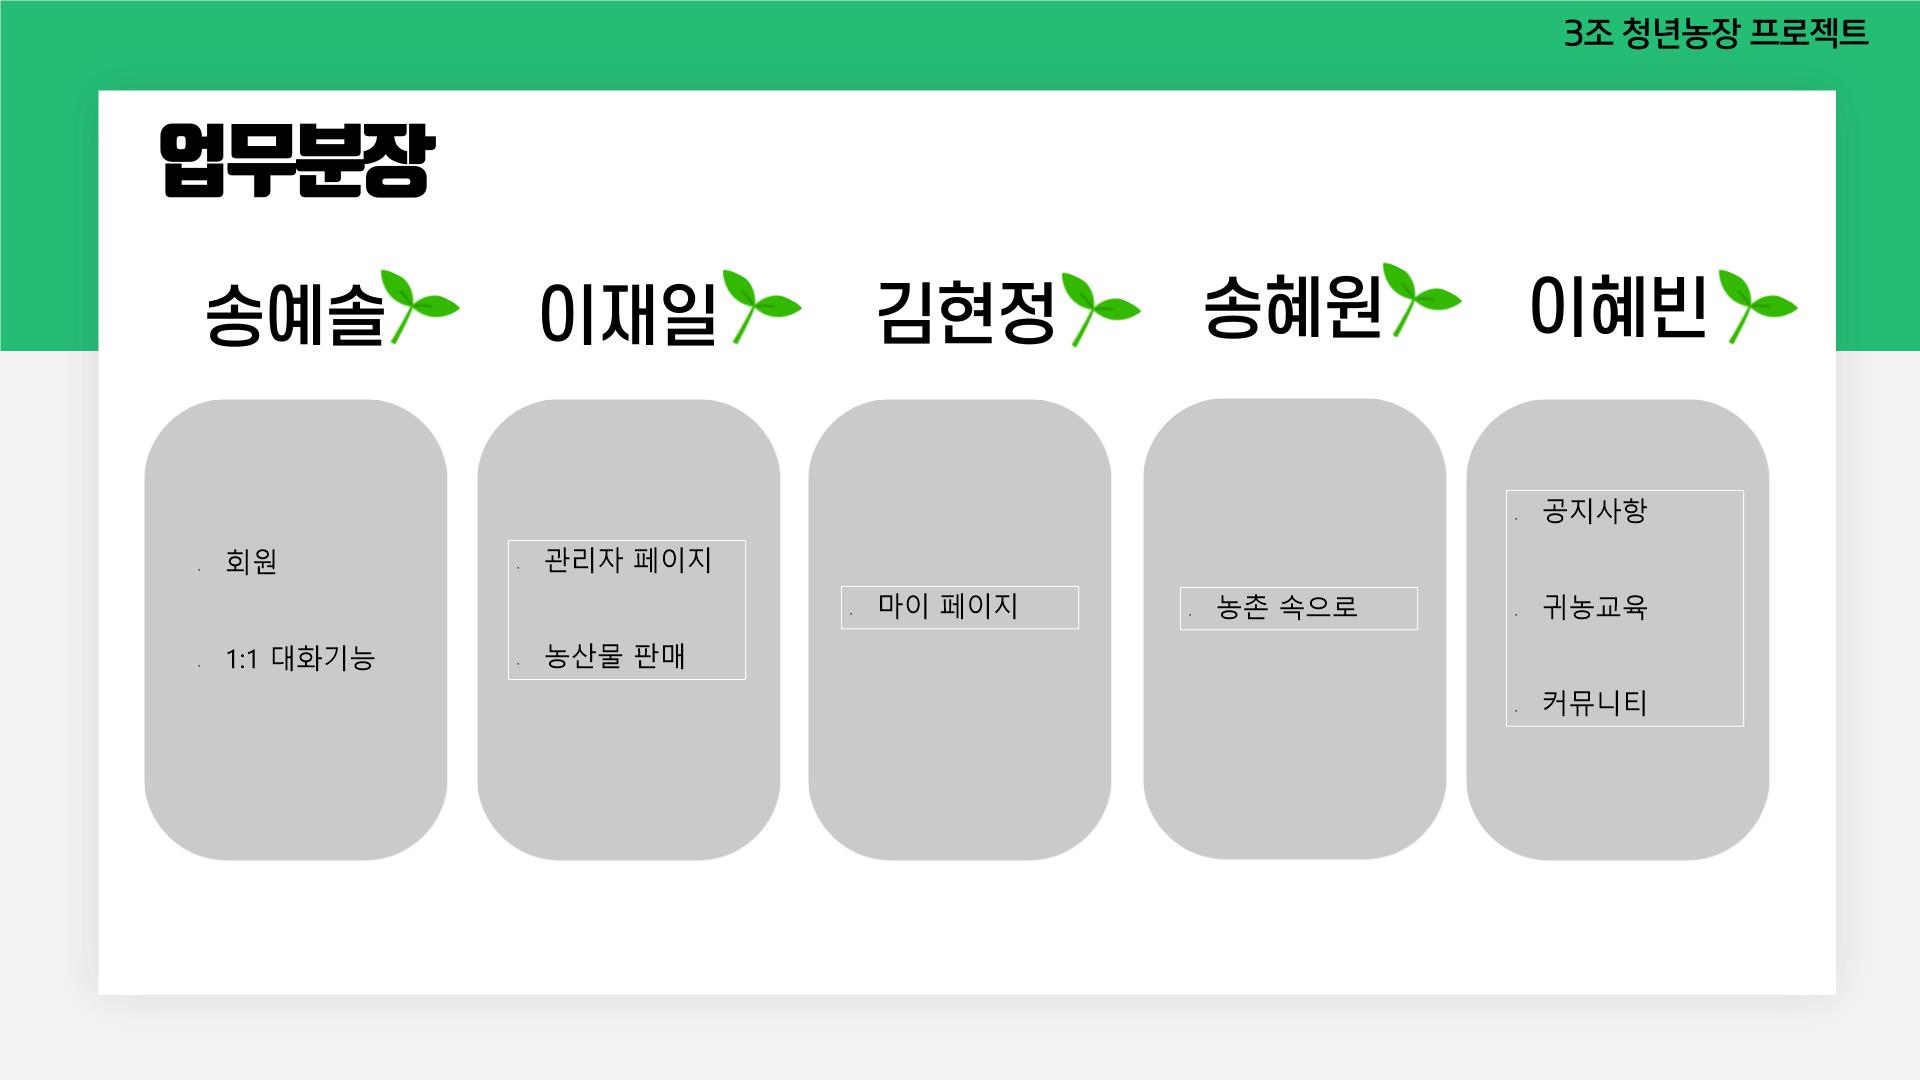 3조 청년농장 프로젝트
업무분장
송예솔
이재일
김현정
송혜원
이혜빈
회원
1:1 대화기능
관리자 페이지
농산물 판매
마이 페이지
농촌 속으로
공지사항
귀농교육
커뮤니티